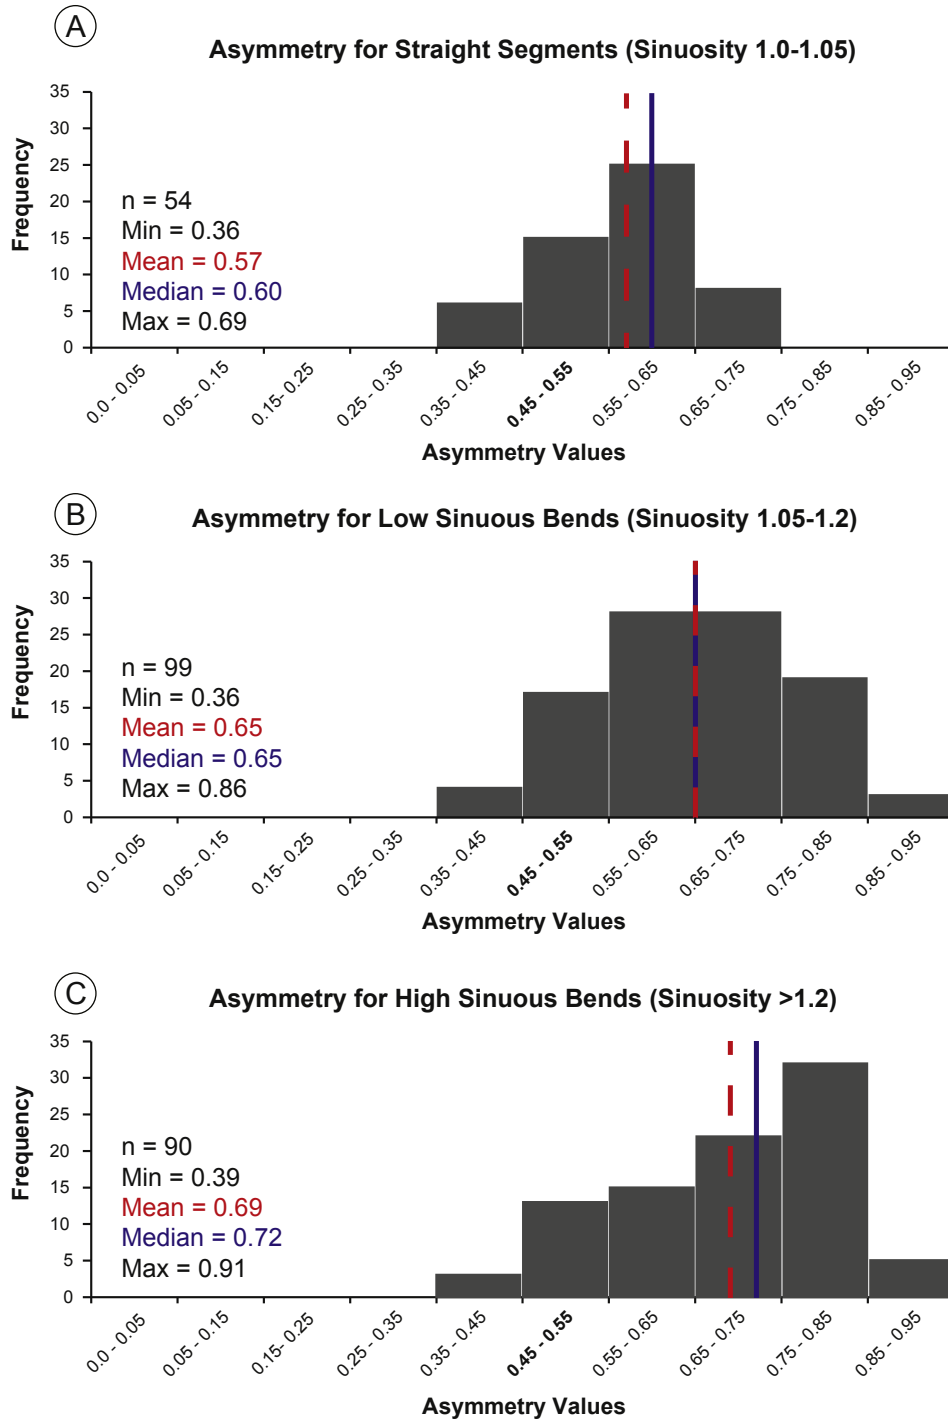 A
Asymmetry for Straight Segments (Sinuosity 1.0-1.05)
35
30
25
20
15
10
5
0
Frequency
n = 54
Min = 0.36
Mean = 0.57
Median = 0.60
Max = 0.69
0.0 - 0.05
0.05 - 0.15
0.15- 0.25
0.25 - 0.35
0.35 - 0.45
0.45 - 0.55
0.55 - 0.65
0.65 - 0.75
0.75 - 0.85
0.85 - 0.95
Asymmetry Values
B
Asymmetry for Low Sinuous Bends (Sinuosity 1.05-1.2)
35
30
25
20
15
10
5
0
Frequency
n = 99
Min = 0.36
Mean = 0.65
Median = 0.65
Max = 0.86
0.0 - 0.05
0.05 - 0.15
0.15- 0.25
0.25 - 0.35
0.35 - 0.45
0.45 - 0.55
0.55 - 0.65
0.65 - 0.75
0.75 - 0.85
0.85 - 0.95
Asymmetry Values
C
Asymmetry for High Sinuous Bends (Sinuosity >1.2)
35
30
25
20
15
10
5
0
Frequency
n = 90
Min = 0.39
Mean = 0.69
Median = 0.72
Max = 0.91
0.0 - 0.05
0.05 - 0.15
0.15- 0.25
0.25 - 0.35
0.35 - 0.45
0.45 - 0.55
0.55 - 0.65
0.65 - 0.75
0.75 - 0.85
0.85 - 0.95
Asymmetry Values